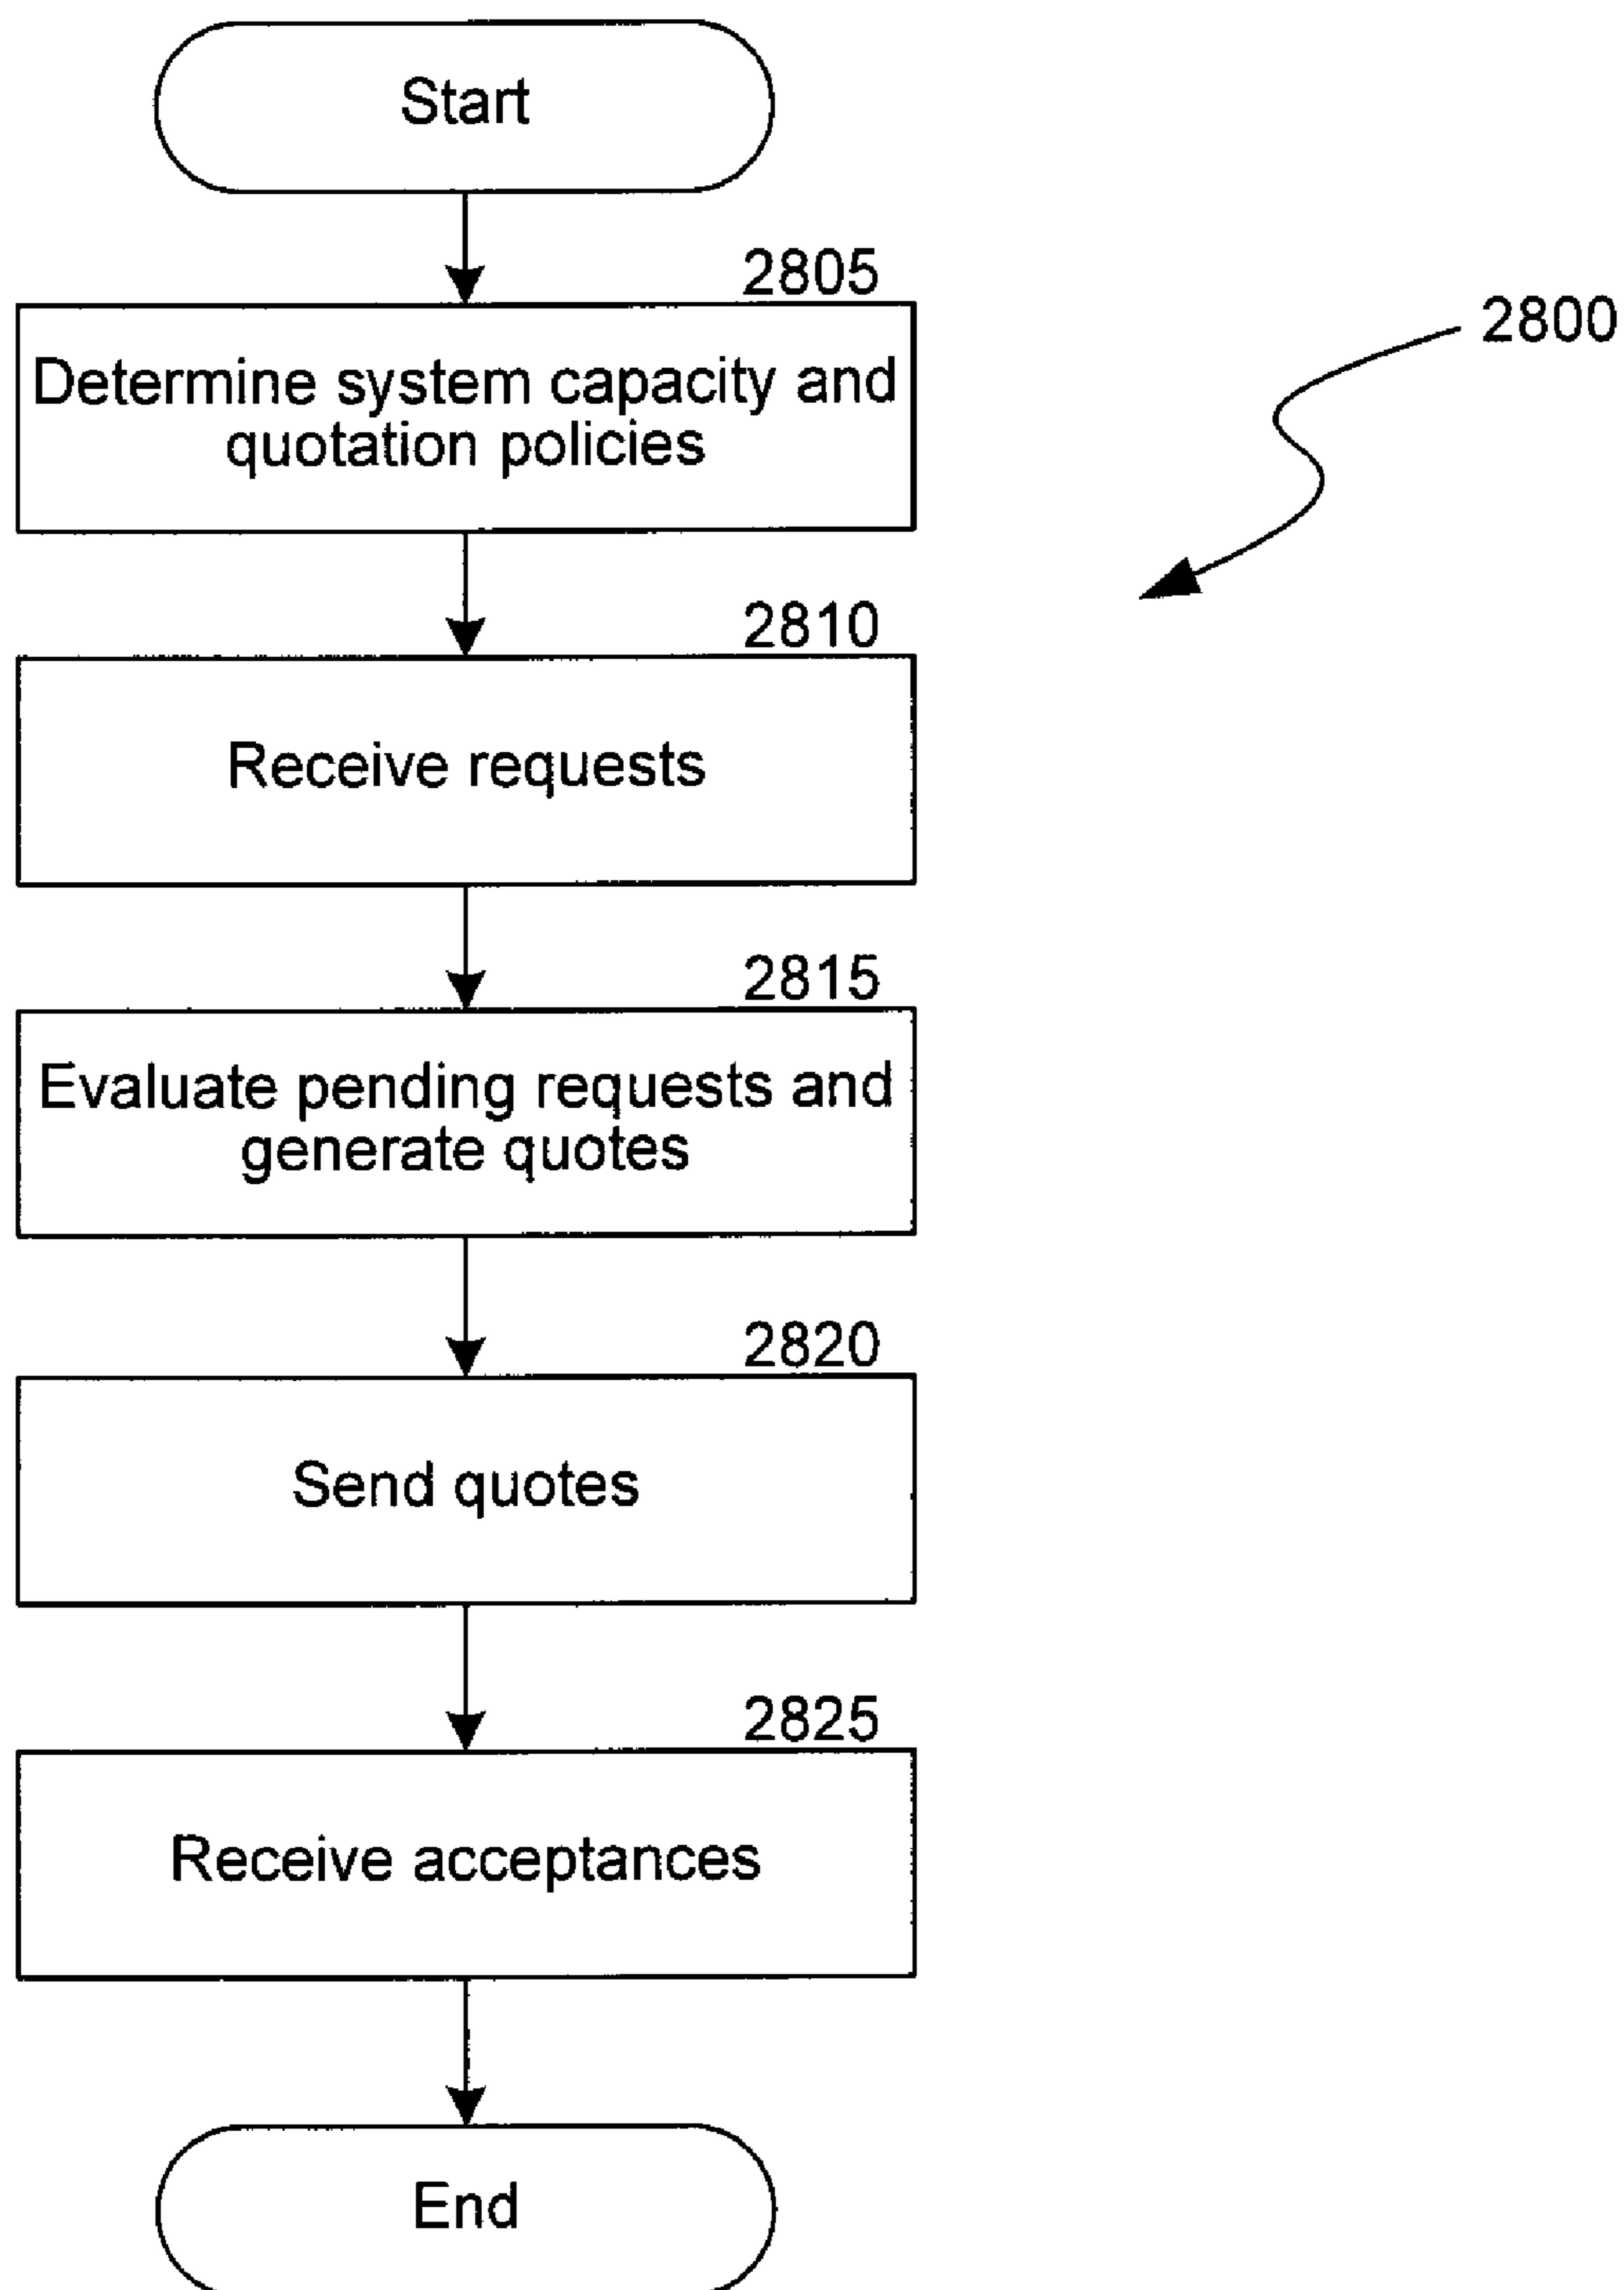 Start
2805
Determine system capacity and
quotation policies
2800
2810
Receive requests
2815
Evaluate pending requests and
generate quotes
2820
Send quotes
2825
Receive acceptances
End